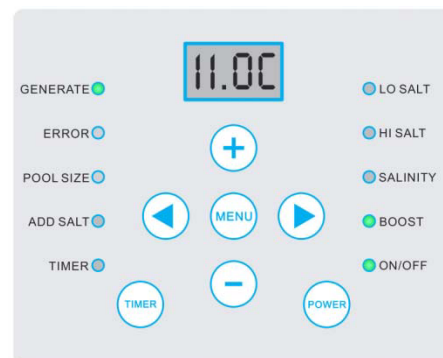 11.0C
GENERATE
LO SALT
ERROR
+
HI SALT
POOL SIZE
MENU
SALINITY
ADD SALT
BOOST
TIMER
−
ON/OFF
TIMER
POWER